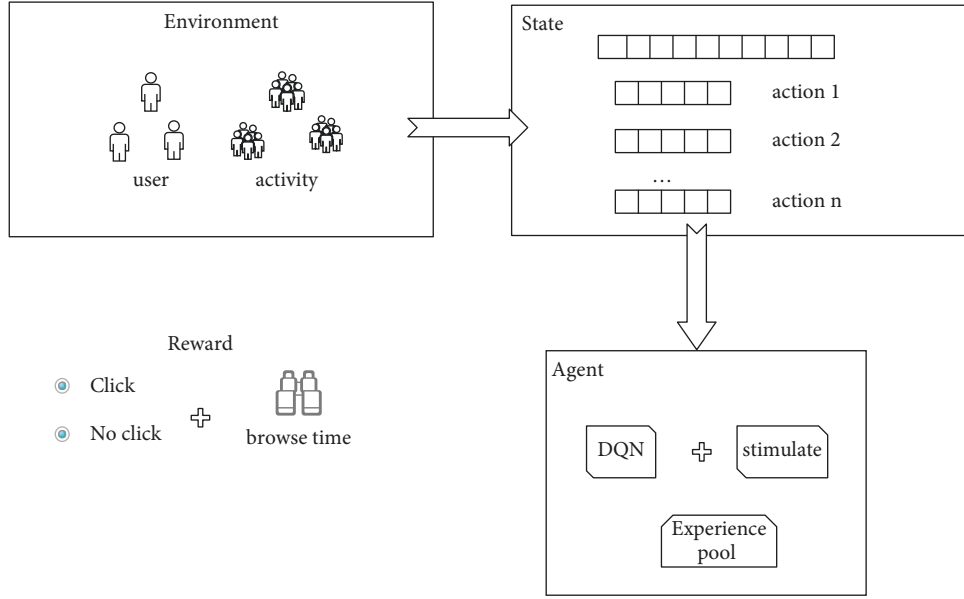 Environment
user
activity
State
action 1
action 2
...
action n
Reward
Click
No click
browse time
Agent
DQN
stimulate
Experience
pool